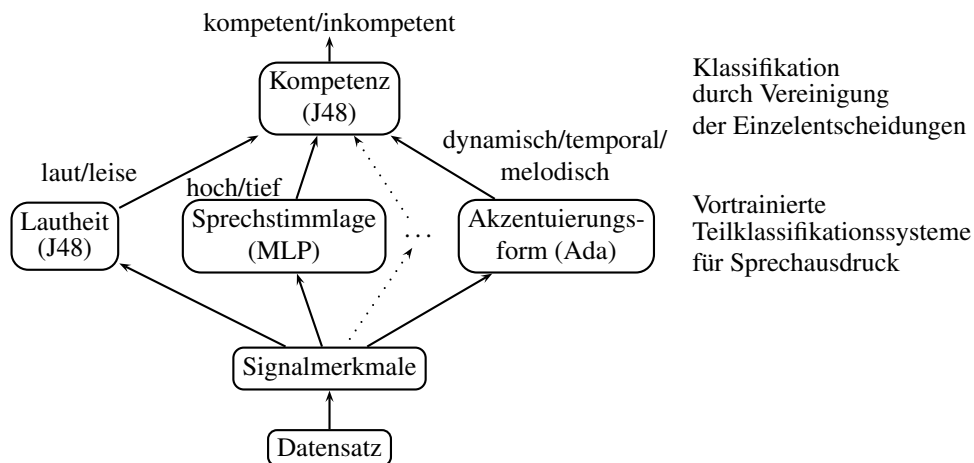 kompetent/inkompetent
Kompetenz
(J48)
Klassifikation
durch Vereinigung
der Einzelentscheidungen
dynamisch/temporal/
melodisch
laut/leise
hoch/tief
Lautheit
(J48)
Sprechstimmlage
(MLP)
...
Akzentuierungs-
form (Ada)
Vortrainierte
Teilklassifikationssysteme
für Sprechausdruck
Signalmerkmale
Datensatz